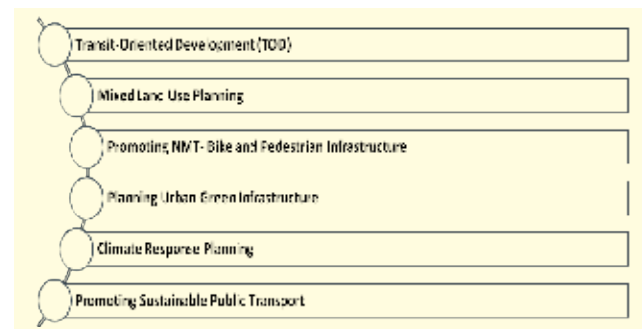 Transit-Oriented Development (TOD)
Mixed Land Use Planning
Promoting NMT- Bike and Pedestrian Infrastructure
Planning Urban Green Infrastructure
Climate Response Planning
Promoting Sustainable Public Transport